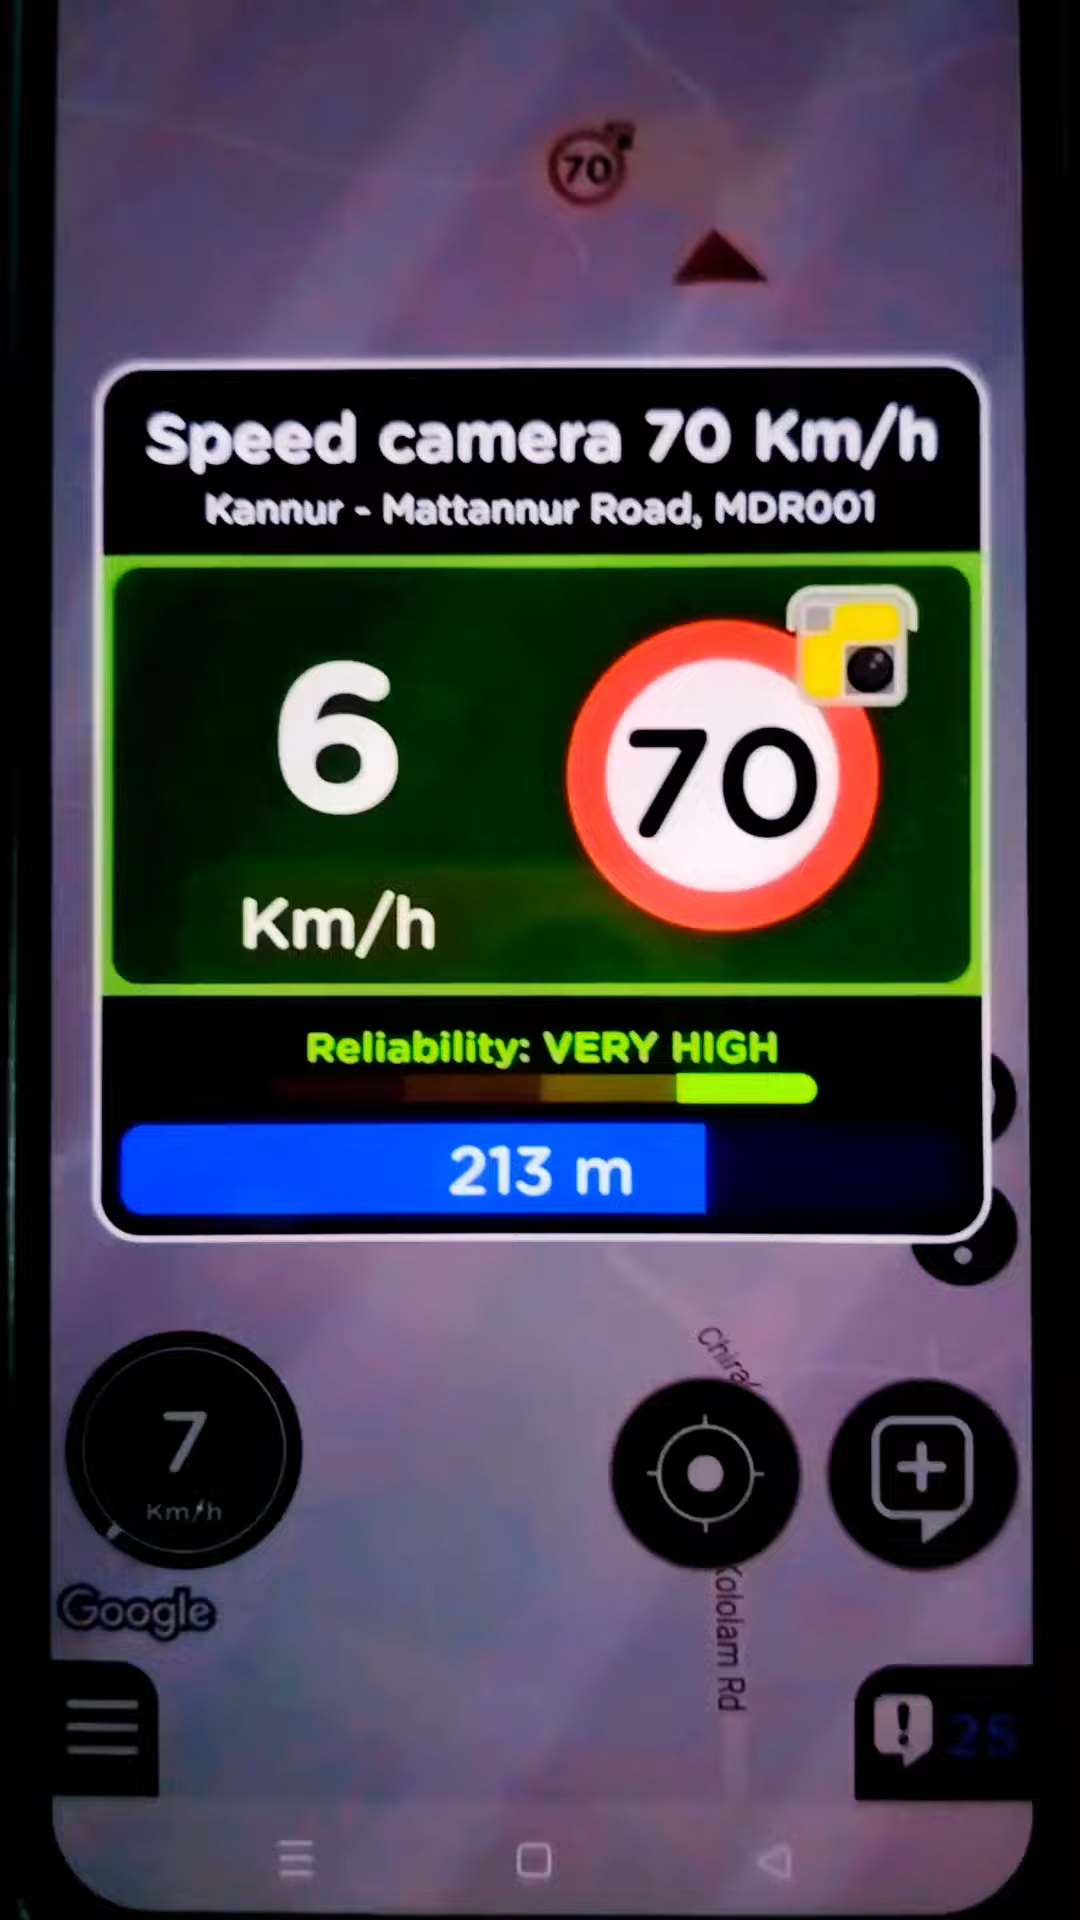 70
Speed camera 70 Km/h
Kannur - Mattannur Road, MDR001
6
70
Km/h
Reliability: VERY HIGH
213 m
7
Km/h
Google
Kololam Rd
25